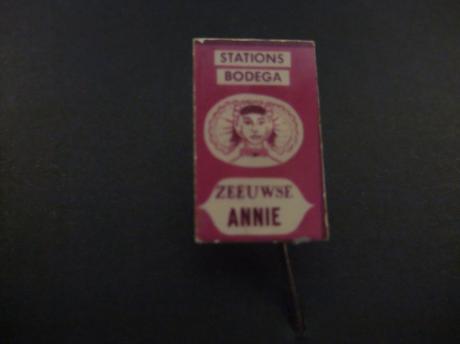 STATIONS
BODEGA
ZEEUWSE
ANNIE